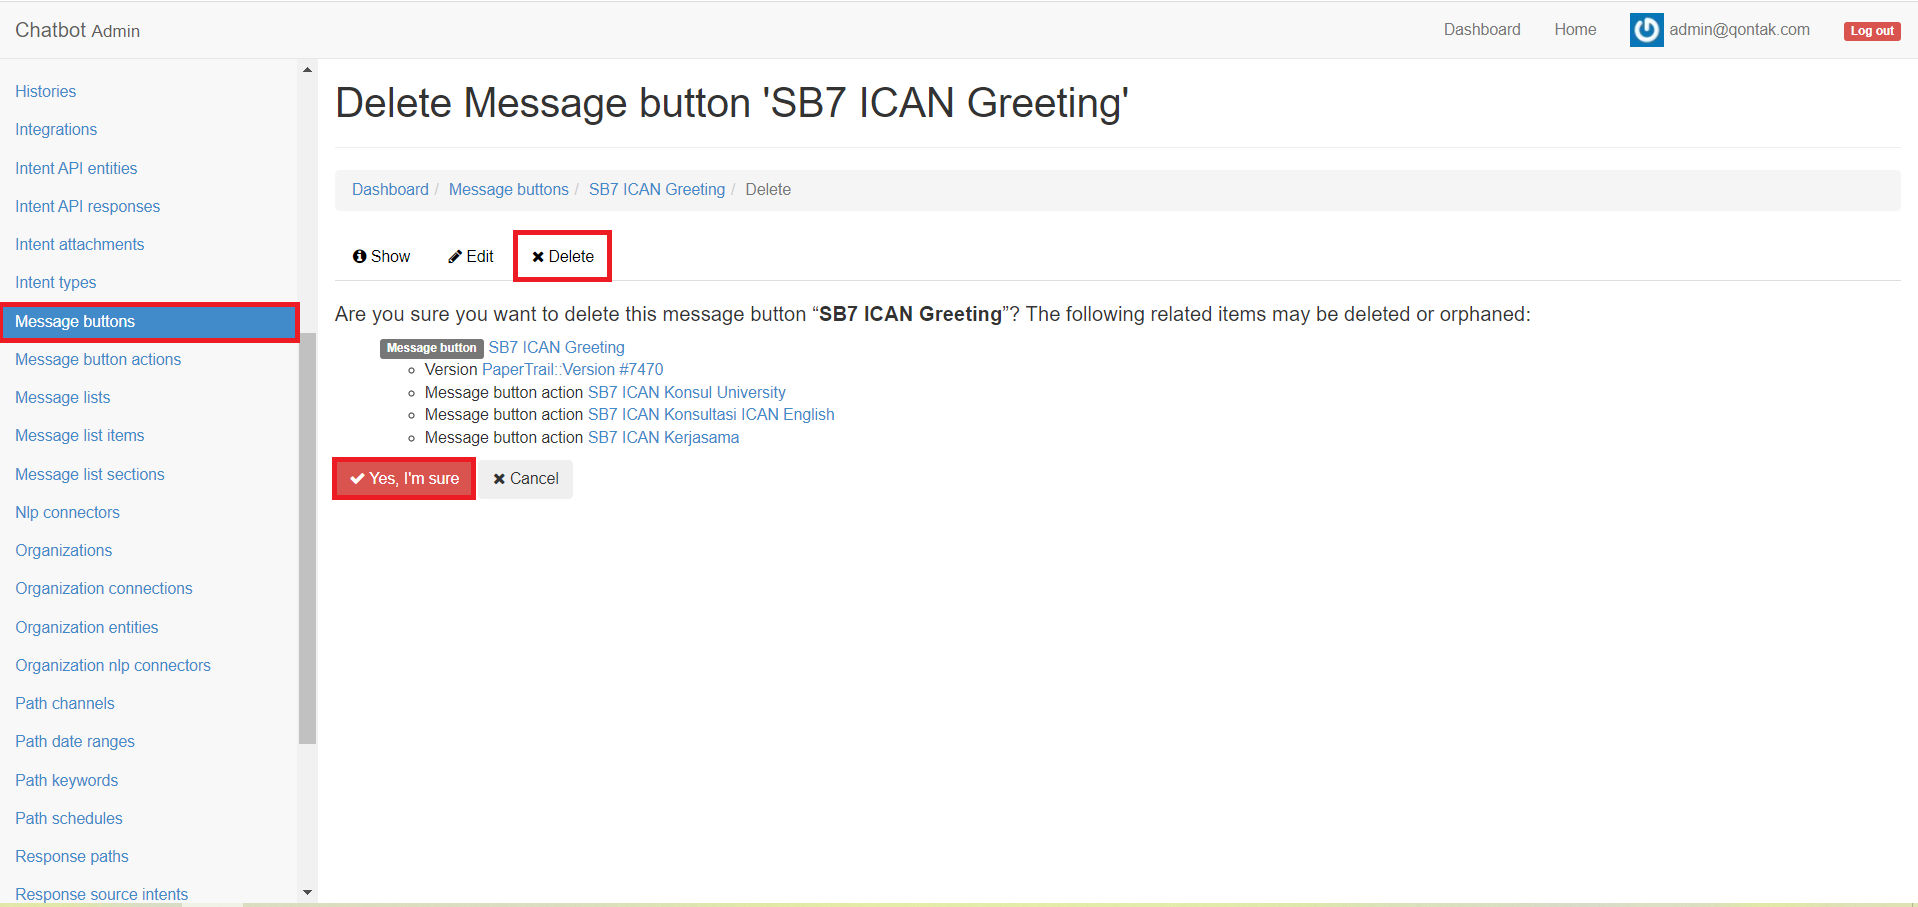 Chatbot Admin
Dashboard
Home
admin@qontak.com
Log out
Histories
Integrations
Intent API entities
Intent API responses
Intent attachments
Intent types
Message buttons
Message button actions
Message lists
Message list items
Message list sections
Nlp connectors
Organizations
Organization connections
Organization entities
Organization nlp connectors
Path channels
Path date ranges
Path keywords
Path schedules
Response paths
Response source intents
Delete Message button 'SB7 ICAN Greeting'
Dashboard / Message buttons / SB7 ICAN Greeting / Delete
Show
Edit
Delete
Are you sure you want to delete this message button “SB7 ICAN Greeting”? The following related items may be deleted or orphaned:
Message button SB7 ICAN Greeting
Version PaperTrail::Version #7470
Message button action SB7 ICAN Konsul University
Message button action SB7 ICAN Konsultasi ICAN English
Message button action SB7 ICAN Kerjasama
Yes, I'm sure
Cancel